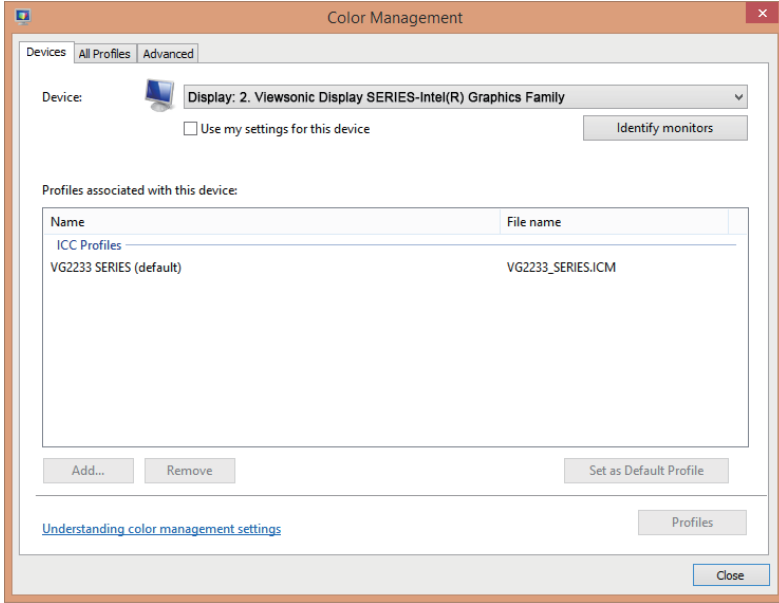 Color Management
Devices All Profiles Advanced
Device: Display: 2. Viewsonic Display SERIES-Intel(R) Graphics Family
Use my settings for this device Identify monitors
Profiles associated with this device:
Name File name
ICC Profiles
VG2233 SERIES (default) VG2233_SERIES.ICM
Add... Remove Set as Default Profile
Understanding color management settings Profiles
Close